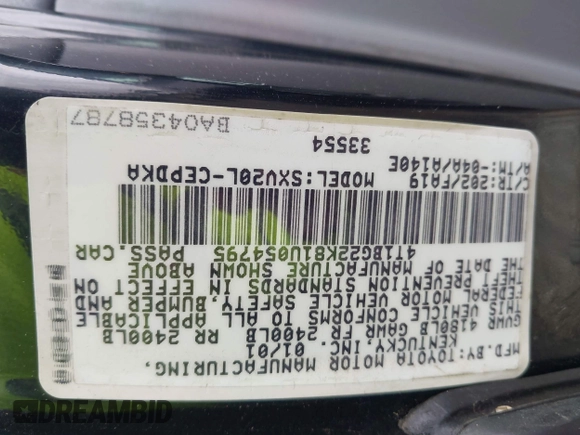 MFD.BY:TOYOTA MOTOR MANUFACTURING,
KENTUCKY, INC. 01/01
GVWR 4180LB GAWR FR 2400LB RR 2400LB
THIS VEHICLE CONFORMS TO ALL APPLICABLE
FEDERAL MOTOR VEHICLE SAFETY, BUMPER AND
THEFT PREVENTION STANDARDS IN EFFECT ON
THE DATE OF MANUFACTURE SHOWN ABOVE
4T1BG22K81U054795 PASS. CAR
C/TR:202/FA19 MODEL:SXV20L-CEPDKA
A/TM:-04A/A140E
33554
BA04358787
DREAMBID